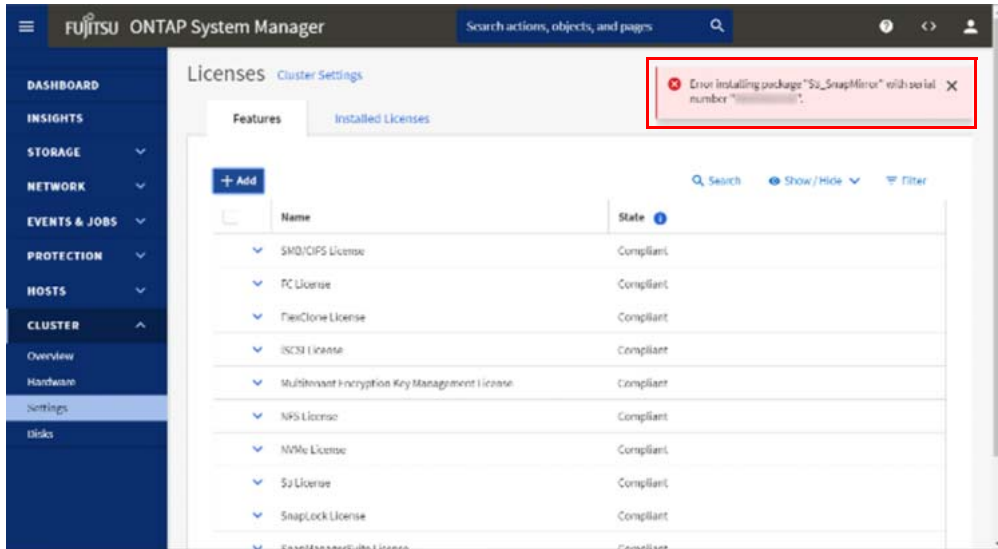 FUJITSU ONTAP System Manager
Search actions, objects, and pages
DASHBOARD
INSIGHTS
STORAGE
NETWORK
EVENTS & JOBS
PROTECTION
HOSTS
CLUSTER
Overview
Hardware
Settings
Disks
Licenses Cluster Settings
Error installing package "S3_SnapMirror" with serial
number " ".
Features
Installed Licenses
+ Add
Search
Show / Hide
Filter
Name
State
SMB/CIFS License
Compliant
FC License
Compliant
FlexClone License
Compliant
iSCSI License
Compliant
Multitenant Encryption Key Management License
Compliant
NFS License
Compliant
NVMe License
Compliant
S3 License
Compliant
SnapLock License
Compliant
SnapManagerSuite License
Compliant